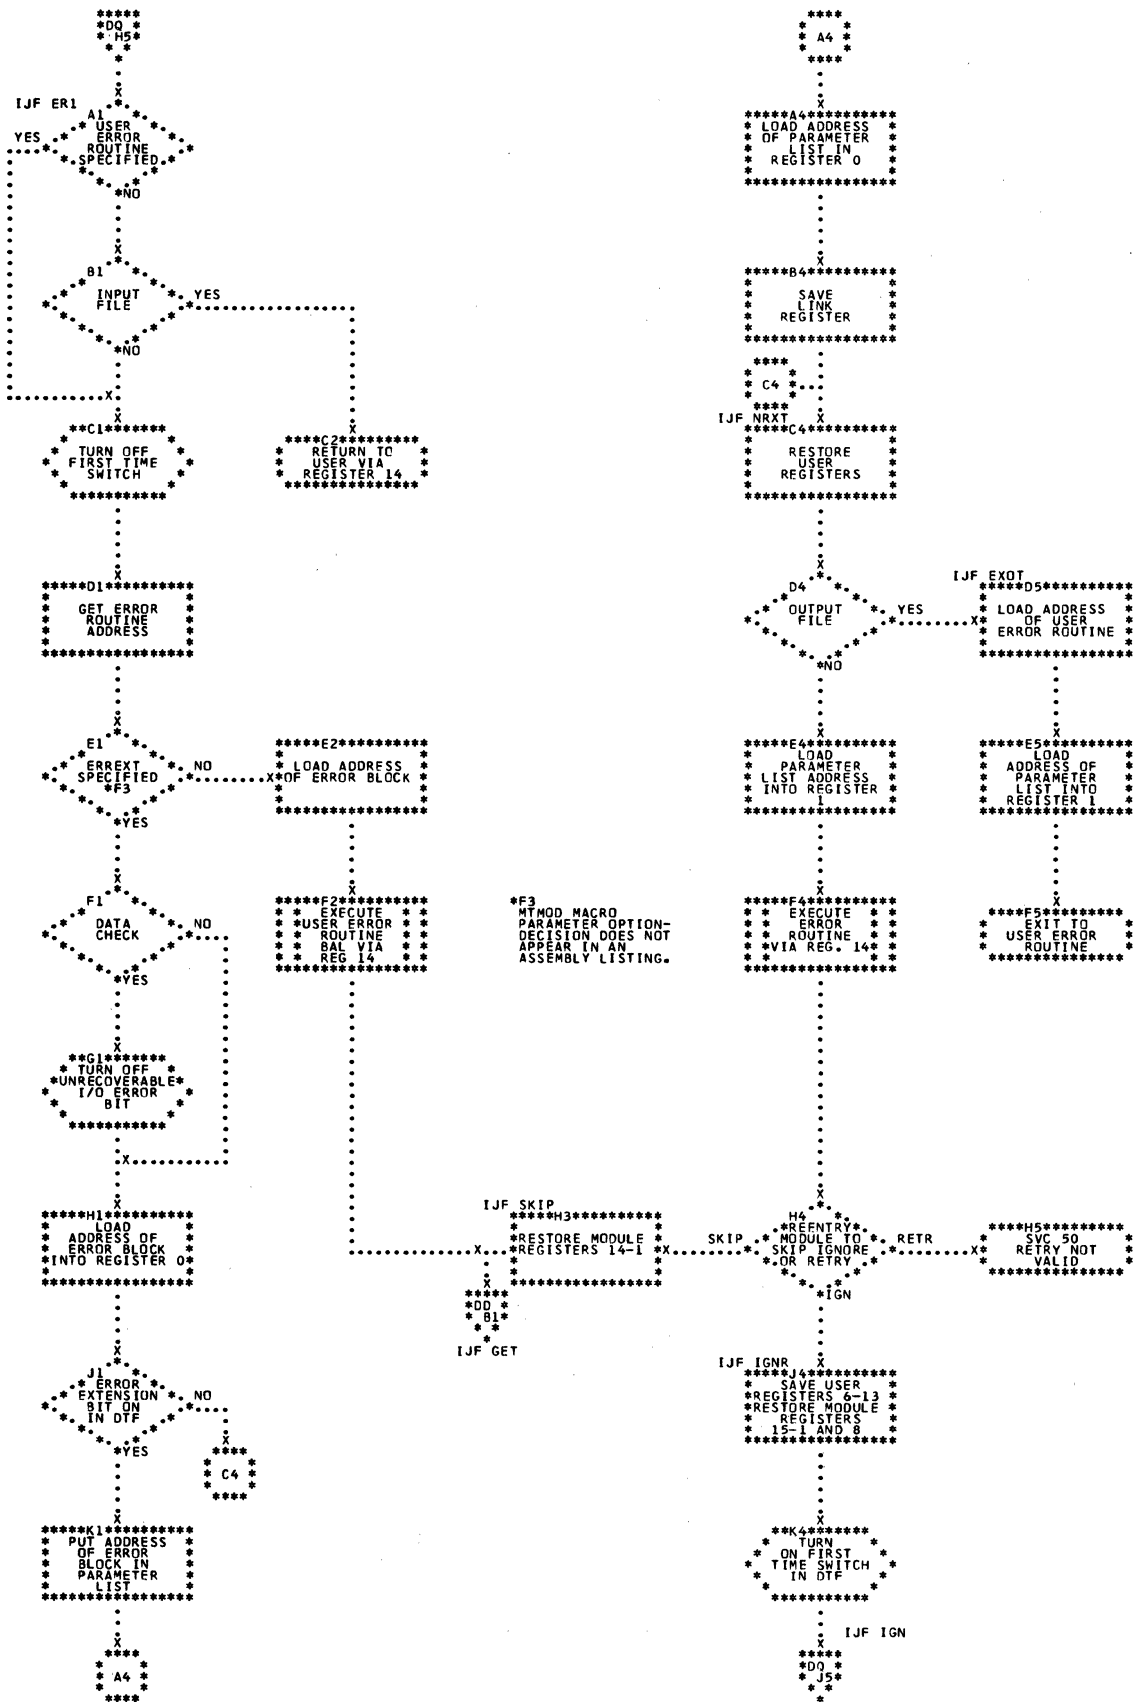 DQ
H5
IJF ER1
A1
USER
ERROR
ROUTINE
SPECIFIED
YES
NO
B1
INPUT
FILE
YES
NO
C1
TURN OFF
FIRST TIME
SWITCH
C2
RETURN TO
USER VIA
REGISTER 14
D1
GET ERROR
ROUTINE
ADDRESS
E1
ERREXT
SPECIFIED
*F3
NO
YES
E2
LOAD ADDRESS
OF ERROR BLOCK
F1
DATA
CHECK
NO
YES
F2
EXECUTE
USER ERROR
ROUTINE
BAL VIA
REG 14
*F3
MTMOD MACRO
PARAMETER OPTION-
DECISION DOES NOT
APPEAR IN AN
ASSEMBLY LISTING.
G1
TURN OFF
UNRECOVERABLE
I/O ERROR
BIT
H1
LOAD
ADDRESS OF
ERROR BLOCK
INTO REGISTER 0
J1
ERROR
EXTENSION
BIT ON
IN DTF
NO
YES
C4
K1
PUT ADDRESS
OF ERROR
BLOCK IN
PARAMETER
LIST
A4
A4
A4
LOAD ADDRESS
OF PARAMETER
LIST IN
REGISTER 0
B4
SAVE
LINK
REGISTER
C4
IJF NRXT
C4
RESTORE
USER
REGISTERS
D4
OUTPUT
FILE
YES
NO
IJF EXOT
D5
LOAD ADDRESS
OF USER
ERROR ROUTINE
E4
LOAD
PARAMETER
LIST ADDRESS
INTO REGISTER
1
E5
LOAD
ADDRESS OF
PARAMETER
LIST INTO
REGISTER 1
F4
EXECUTE
ERROR
ROUTINE
VIA REG. 14
F5
EXIT TO
USER ERROR
ROUTINE
IJF SKIP
H3
RESTORE MODULE
REGISTERS 14-1
DD
B1
IJF GET
SKIP
H4
REENTRY
MODULE TO
SKIP IGNORE
OR RETRY
RETR
IGN
H5
SVC 50
RETRY NOT
VALID
IJF IGNR
J4
SAVE USER
REGISTERS 6-13
RESTORE MODULE
REGISTERS
15-1 AND 8
K4
TURN
ON FIRST
TIME SWITCH
IN DTF
IJF IGN
DQ
J5